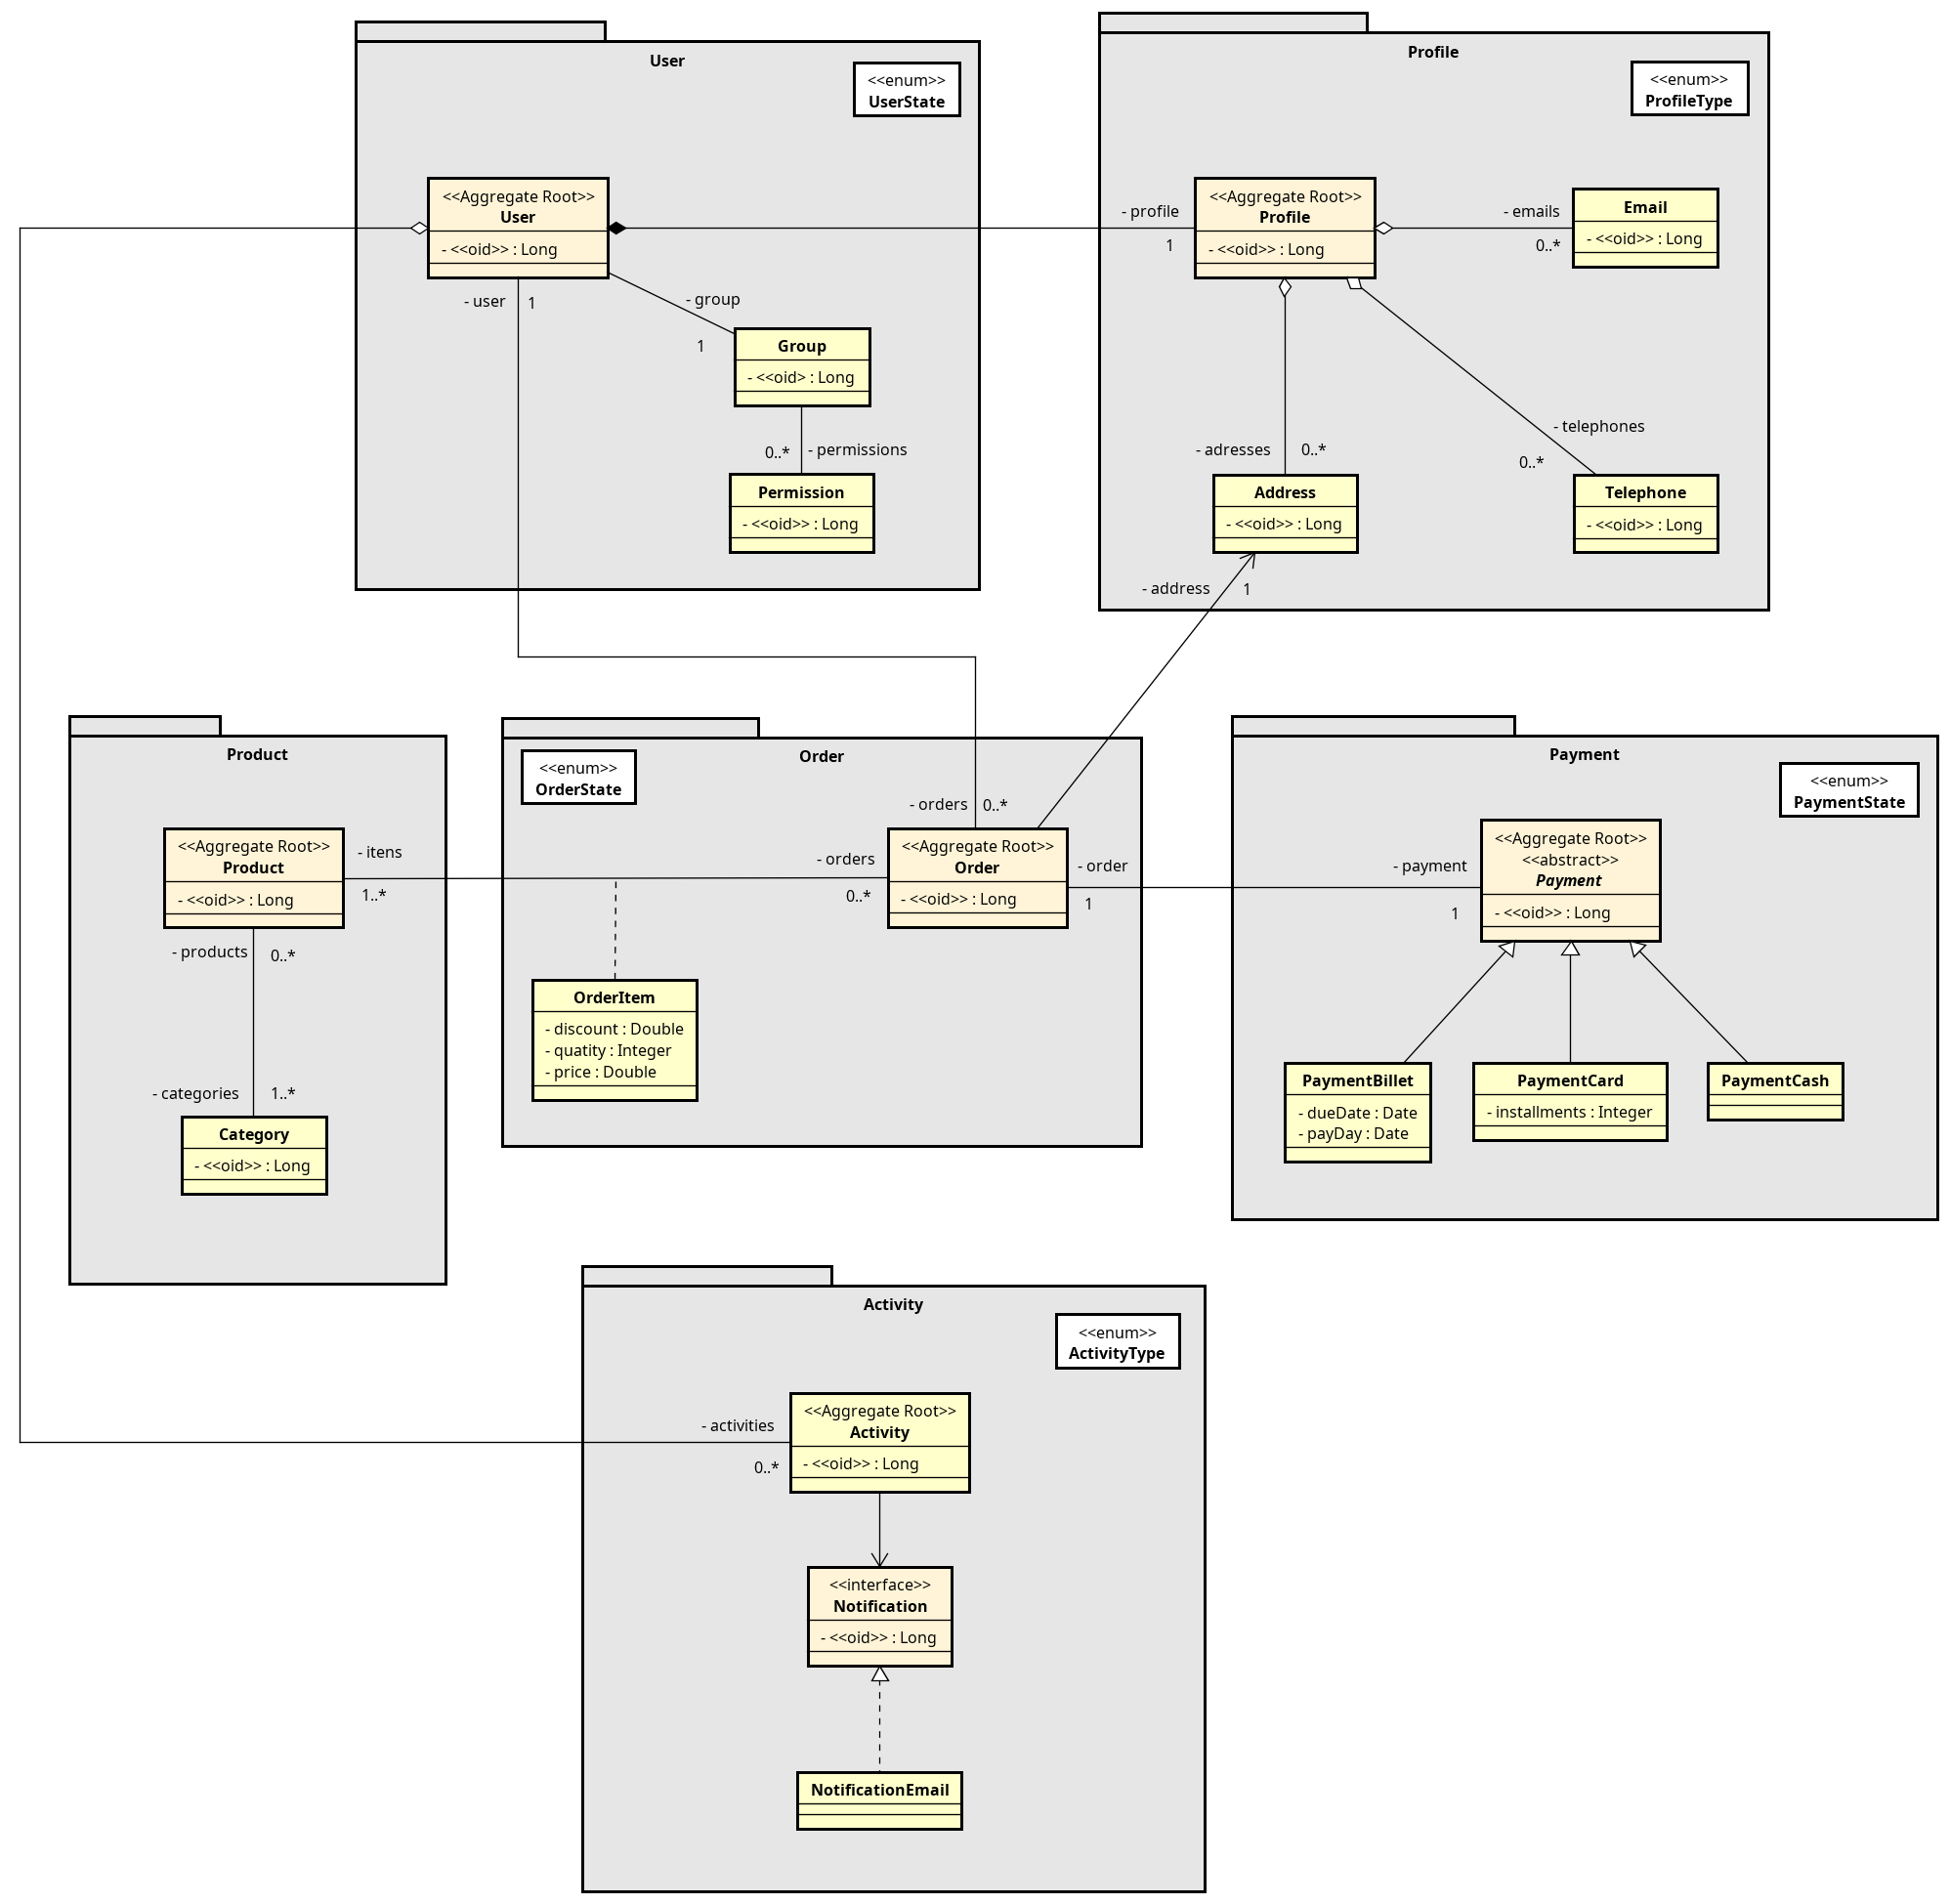 User
<<enum>>
UserState
<<Aggregate Root>>
User
- <<oid>> : Long
- user
1
- group
1
Group
- <<oid> : Long
0..*
- permissions
Permission
- <<oid>> : Long
Profile
<<enum>>
ProfileType
- profile
1
<<Aggregate Root>>
Profile
- <<oid>> : Long
- emails
0..*
Email
- <<oid>> : Long
- adresses
0..*
Address
- <<oid>> : Long
- telephones
0..*
Telephone
- <<oid>> : Long
- address
1
Product
<<Aggregate Root>>
Product
- <<oid>> : Long
- itens
1..*
- products
0..*
- categories
1..*
Category
- <<oid>> : Long
Order
<<enum>>
OrderState
- orders
0..*
- orders
0..*
<<Aggregate Root>>
Order
- <<oid>> : Long
- order
1
OrderItem
- discount : Double
- quatity : Integer
- price : Double
Payment
<<enum>>
PaymentState
- payment
1
<<Aggregate Root>>
<<abstract>>
Payment
- <<oid>> : Long
PaymentBillet
- dueDate : Date
- payDay : Date
PaymentCard
- installments : Integer
PaymentCash
Activity
<<enum>>
ActivityType
- activities
0..*
<<Aggregate Root>>
Activity
- <<oid>> : Long
<<interface>>
Notification
- <<oid>> : Long
NotificationEmail